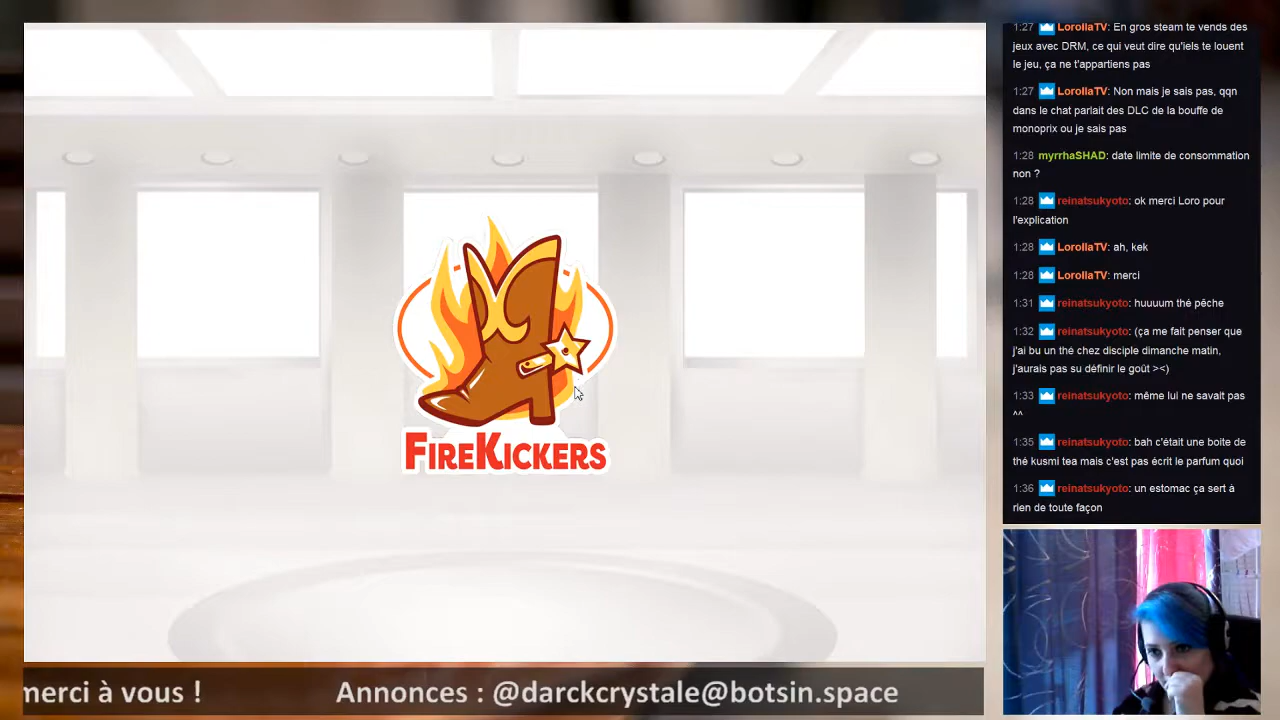 1:27 LorollaTV: En gros steam te vends des
jeux avec DRM, ce qui veut dire qu'iels te louent
le jeu, ça ne t'appartiens pas
1:27 LorollaTV: Non mais je sais pas, qqn
dans le chat parlait des DLC de la bouffe de
monoprix ou je sais pas
1:28 myrrhaSHAD: date limite de consommation
non ?
1:28 reinatsukyoto: ok merci Loro pour
l'explication
1:28 LorollaTV: ah, kek
1:28 LorollaTV: merci
1:31 reinatsukyoto: huuuum thé pêche
1:32 reinatsukyoto: (ça me fait penser que
j'ai bu un thé chez disciple dimanche matin,
j'aurais pas su définir le goût ><)
1:33 reinatsukyoto: même lui ne savait pas
^^
1:35 reinatsukyoto: bah c'était une boite de
thé kusmi tea mais c'est pas écrit le parfum quoi
1:36 reinatsukyoto: un estomac ça sert à
rien de toute façon
FIREKICKERS
merci à vous ! Annonces : @darckcrystale@botsin.space